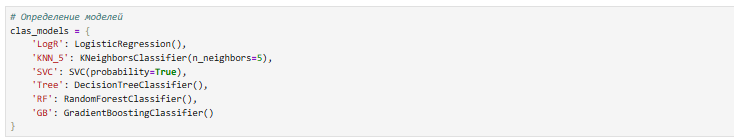 # Определение моделей
clas_models = {
    'LogR': LogisticRegression(),
    'KNN_5': KNeighborsClassifier(n_neighbors=5),
    'SVC': SVC(probability=True),
    'Tree': DecisionTreeClassifier(),
    'RF': RandomForestClassifier(),
    'GB': GradientBoostingClassifier()
}